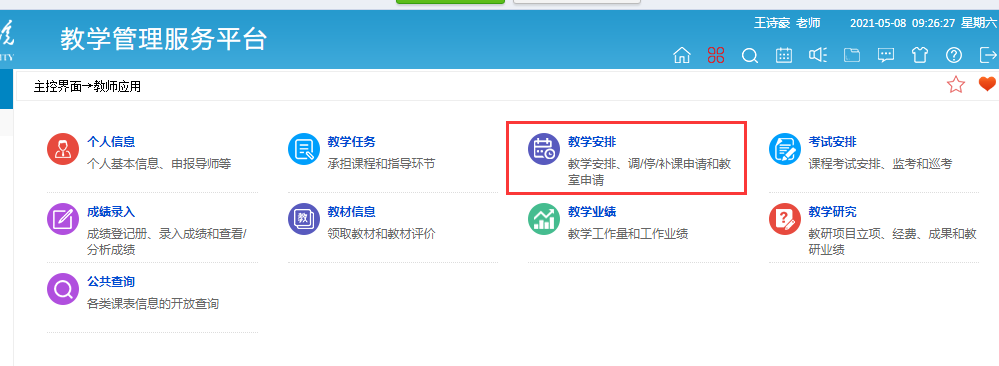 王诗豪 老师 2021-05-08 09:26:27 星期六
ITY
教学管理服务平台
主控界面→教师应用
个人信息
个人基本信息、申报导师等
教学任务
承担课程和指导环节
教学安排
教学安排、调/停/补课申请和教
室申请
考试安排
课程考试安排、监考和巡考
成绩录入
成绩登记册、录入成绩和查看/
分析成绩
教
教材信息
领取教材和教材评价
教学业绩
教学工作量和工作业绩
教学研究
教研项目立项、经费、成果和教
研业绩
公共查询
各类课表信息的开放查询